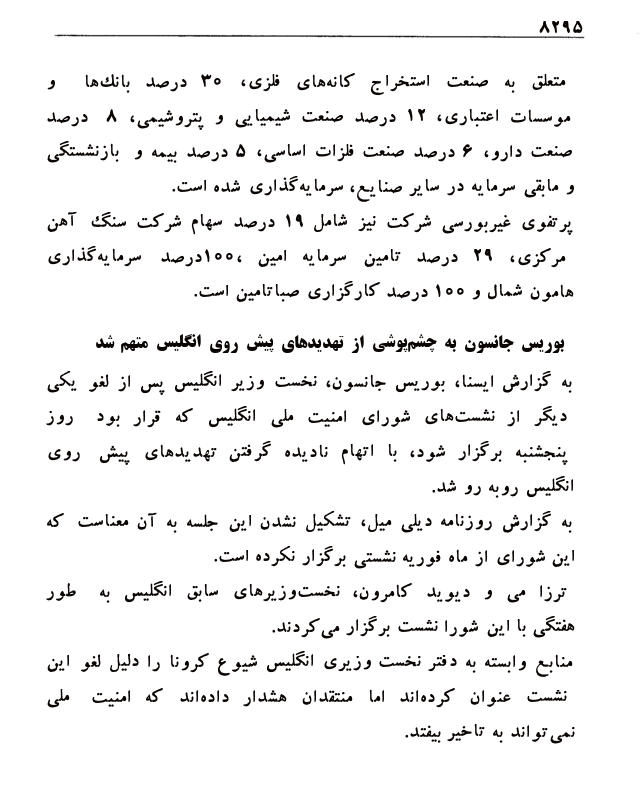 ۸۲۹۵
متعلق به صنعت استخراج کانه‌های فلزی، ۳۰ درصد بانك‌ها و
موسسات اعتباری، ۱۲ درصد صنعت شیمیایی و پتروشیمی، ۸ درصد
صنعت دارو، ۶ درصد صنعت فلزات اساسی، ۵ درصد بیمه و بازنشستگی
و مابقی سرمایه در سایر صنایع، سرمایه‌گذاری شده است.
پرتفوی غیربورسی شرکت نیز شامل ۱۹ درصد سهام شرکت سنگ آهن
مرکزی، ۲۹ درصد تامین سرمایه امین ،۱۰۰درصد سرمایه‌گذاری
هامون شمال و ۱۰۰ درصد کارگزاری صباتامین است.
بوریس جانسون به چشم‌پوشی از تهدیدهای پیش روی انگلیس متهم شد
به گزارش ایسنا، بوریس جانسون، نخست وزیر انگلیس پس از لغو یکی
دیگر از نشست‌های شورای امنیت ملی انگلیس که قرار بود روز
پنجشنبه برگزار شود، با اتهام نادیده گرفتن تهدیدهای پیش روی
انگلیس روبه رو شد.
به گزارش روزنامه دیلی میل، تشکیل نشدن این جلسه به آن معناست که
این شورای از ماه فوریه نشستی برگزار نکرده است.
ترزا می و دیوید کامرون، نخست‌وزیرهای سابق انگلیس به طور
هفتگی با این شورا نشست برگزار می‌کردند.
منابع وابسته به دفتر نخست وزیری انگلیس شیوع کرونا را دلیل لغو این
نشست عنوان کرده‌اند اما منتقدان هشدار داده‌اند که امنیت ملی
نمی‌تواند به تاخیر بیفتد.